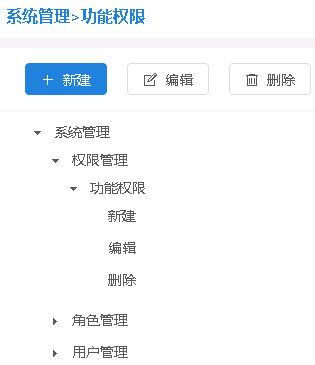 系统管理>功能权限
新建 编辑 删除
系统管理
权限管理
功能权限
新建
编辑
删除
角色管理
用户管理